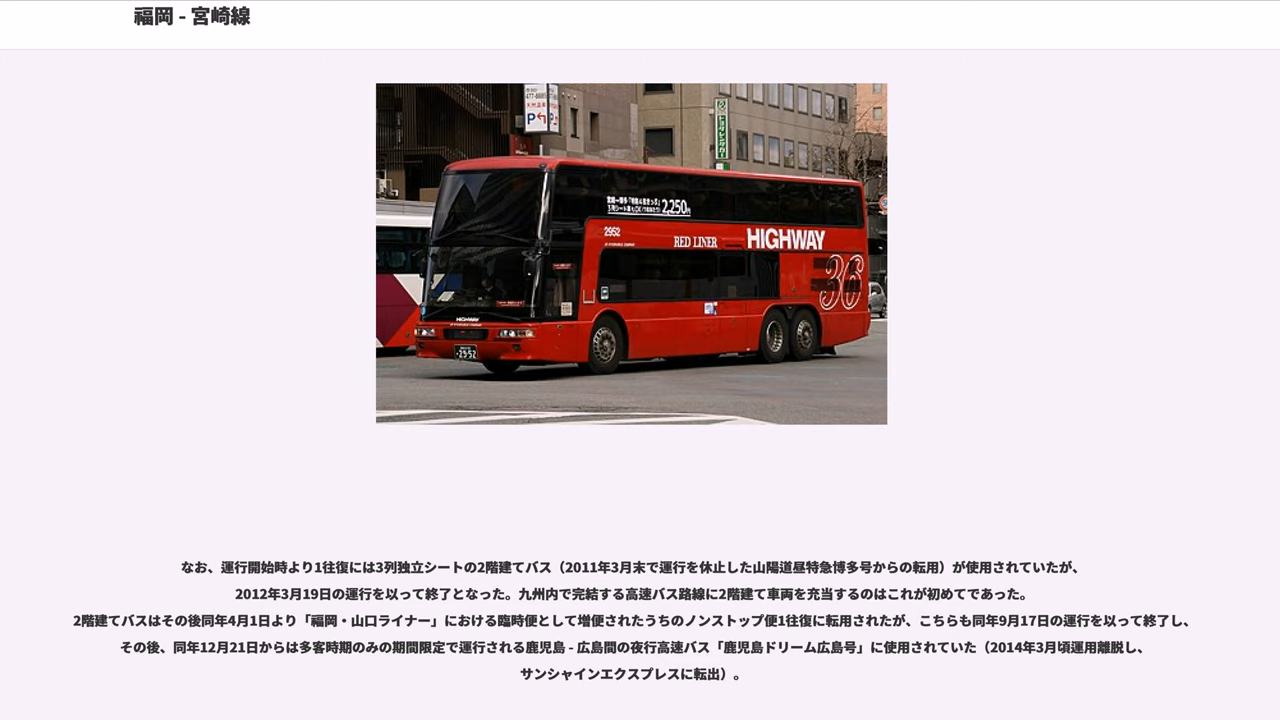 福岡 - 宮崎線
477-8885
P
トヨタレンタカー
2,250円
2952
RED LINER
HIGHWAY
36
HIGHWAY
・29-52
なお、運行開始時より1往復には3列独立シートの2階建てバス（2011年3月末で運行を休止した山陽道昼特急博多号からの転用）が使用されていたが、
2012年3月19日の運行を以って終了となった。九州内で完結する高速バス路線に2階建て車両を充当するのはこれが初めてであった。
2階建てバスはその後同年4月1日より「福岡・山口ライナー」における臨時便として増便されたうちのノンストップ便1往復に転用されたが、こちらも同年9月17日の運行を以って終了し、
その後、同年12月21日からは多客時期のみの期間限定で運行される鹿児島 - 広島間の夜行高速バス「鹿児島ドリーム広島号」に使用されていた（2014年3月頃運用離脱し、
サンシャインエクスプレスに転出）。